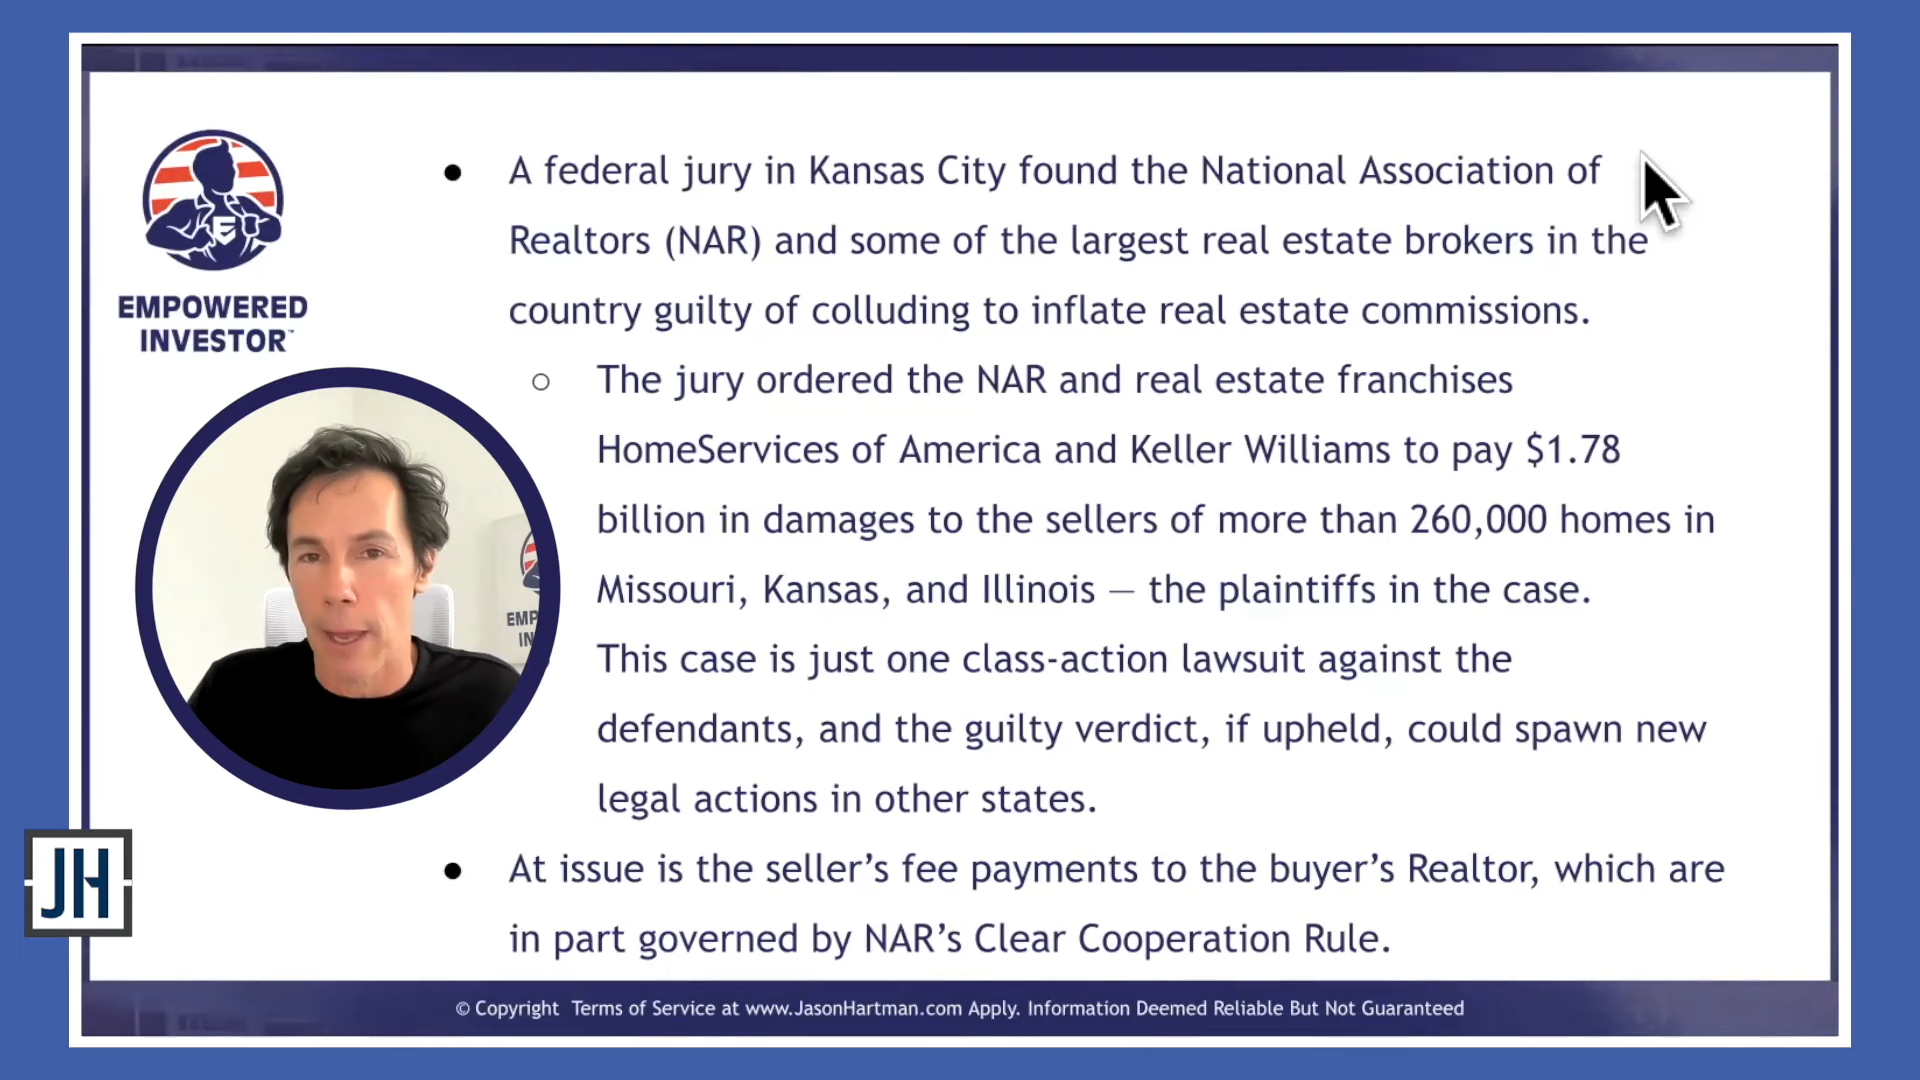 EMPOWERED
INVESTOR™
EMP
IN
JH
• A federal jury in Kansas City found the National Association of
Realtors (NAR) and some of the largest real estate brokers in the
country guilty of colluding to inflate real estate commissions.
○ The jury ordered the NAR and real estate franchises
HomeServices of America and Keller Williams to pay $1.78
billion in damages to the sellers of more than 260,000 homes in
Missouri, Kansas, and Illinois — the plaintiffs in the case.
This case is just one class-action lawsuit against the
defendants, and the guilty verdict, if upheld, could spawn new
legal actions in other states.
• At issue is the seller’s fee payments to the buyer’s Realtor, which are
in part governed by NAR’s Clear Cooperation Rule.
© Copyright Terms of Service at www.JasonHartman.com Apply. Information Deemed Reliable But Not Guaranteed